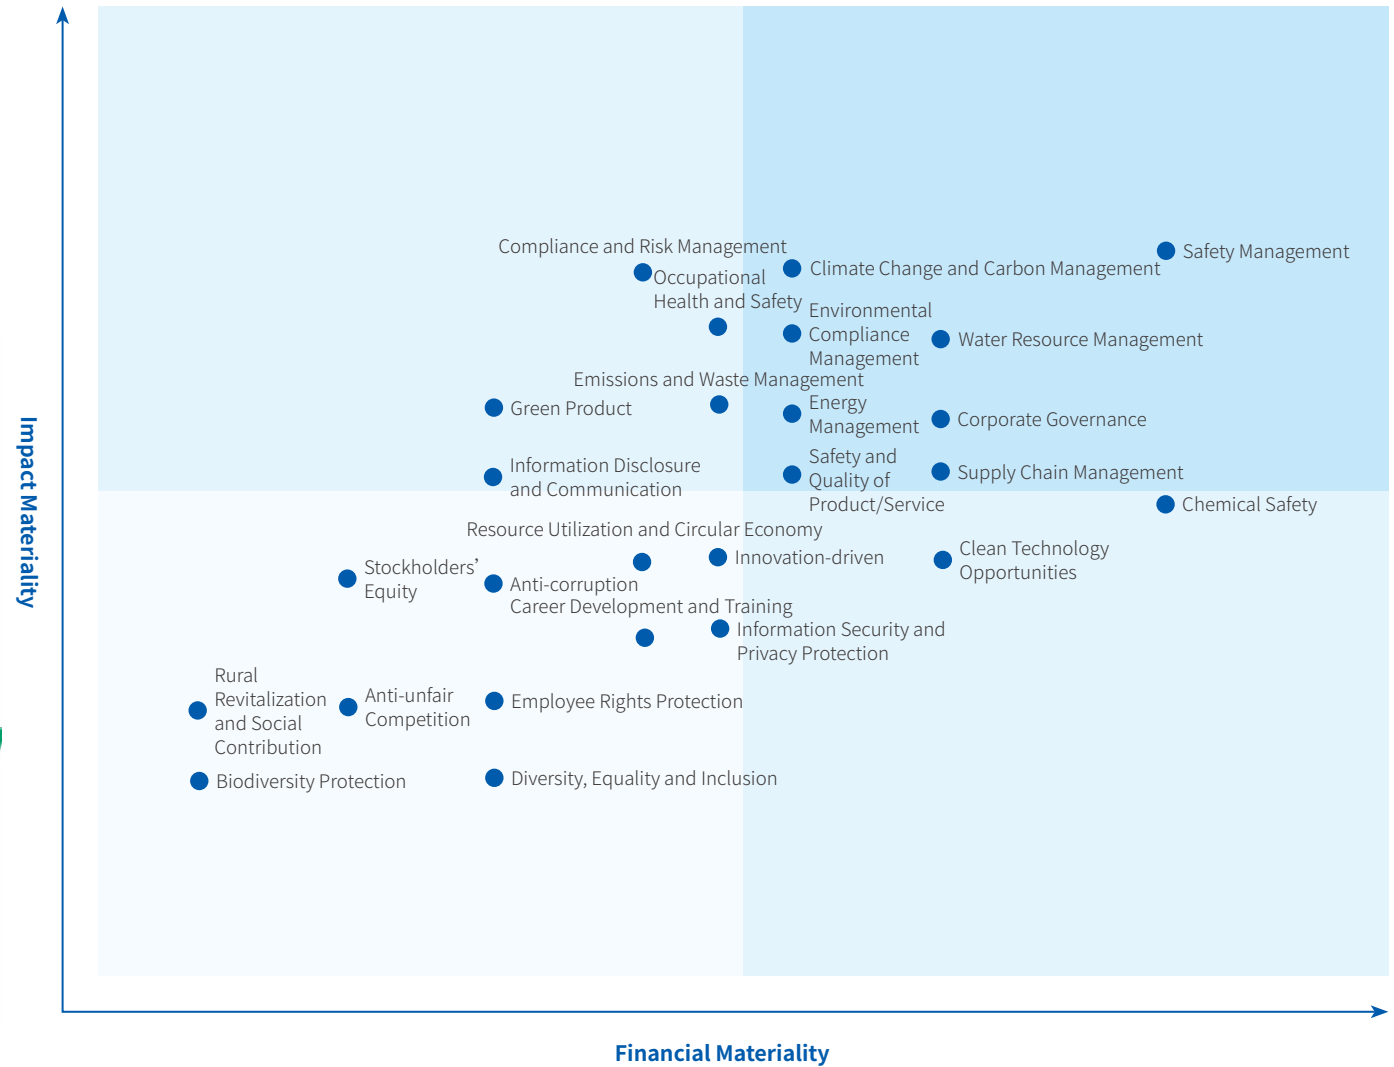 Compliance and Risk Management
Safety Management
Climate Change and Carbon Management
Occupational
Health and Safety
Environmental
Compliance
Management
Water Resource Management
Emissions and Waste Management
Green Product
Energy
Management
Corporate Governance
Information Disclosure
and Communication
Safety and
Quality of
Product/Service
Supply Chain Management
Chemical Safety
Resource Utilization and Circular Economy
Innovation-driven
Clean Technology
Opportunities
Stockholders’
Equity
Anti-corruption
Career Development and Training
Information Security and
Privacy Protection
Rural
Revitalization
and Social
Contribution
Anti-unfair
Competition
Employee Rights Protection
Biodiversity Protection
Diversity, Equality and Inclusion
Impact Materiality
Financial Materiality